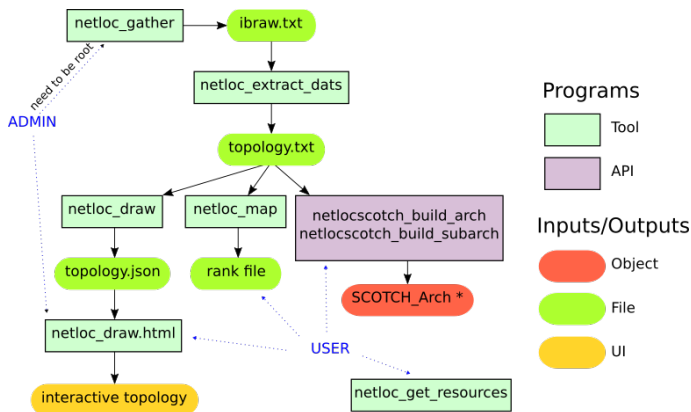 netloc_gather
ibraw.txt
need to be root
netloc_extract_dats
ADMIN
topology.txt
netloc_draw
netloc_map
netlocscotch_build_arch
netlocscotch_build_subarch
topology.json
rank file
SCOTCH_Arch *
netloc_draw.html
USER
interactive topology
netloc_get_resources
Programs
Tool
API
Inputs/Outputs
Object
File
UI